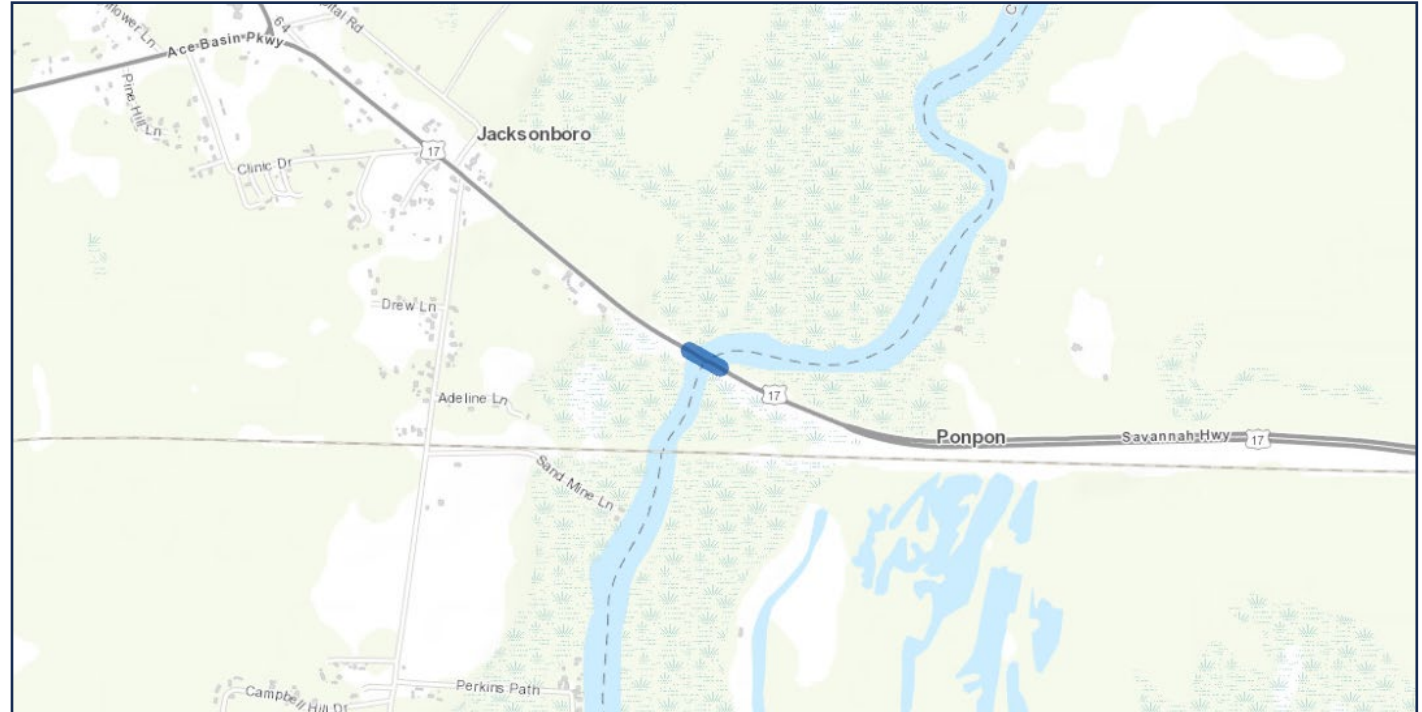 64
Ace Basin Pkwy
Pine Hill Ln
Jacksonboro
17
Clinic Dr
Drew Ln
Adeline Ln
17
Ponpon
Savannah Hwy
17
Sand Mine Ln
Perkins Path
Campbell Hill Dr